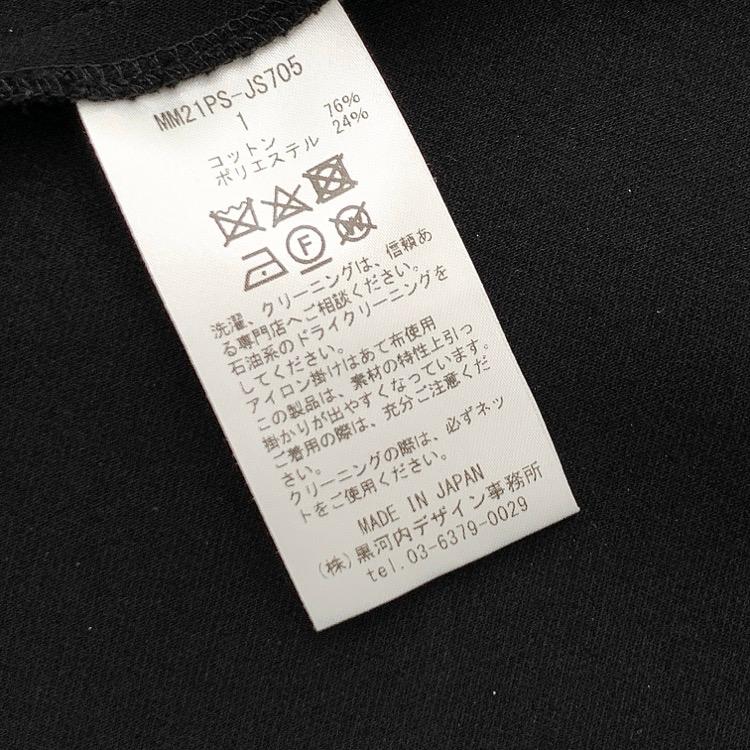 MM21PS-JS705
1
コットン 76%
ポリエステル 24%
F
W
洗濯、クリーニングは、信頼あ
る専門店へご相談ください。
石油系のドライクリーニングを
してください。
アイロン掛けはあて布使用
この製品は、素材の特性上引っ
掛かりが出やすくなっています。
ご着用の際は、充分ご注意くだ
さい。
クリーニングの際は、必ずネッ
トをご使用ください。
MADE IN JAPAN
(株)黒河内デザイン事務所
tel.03-6379-0029